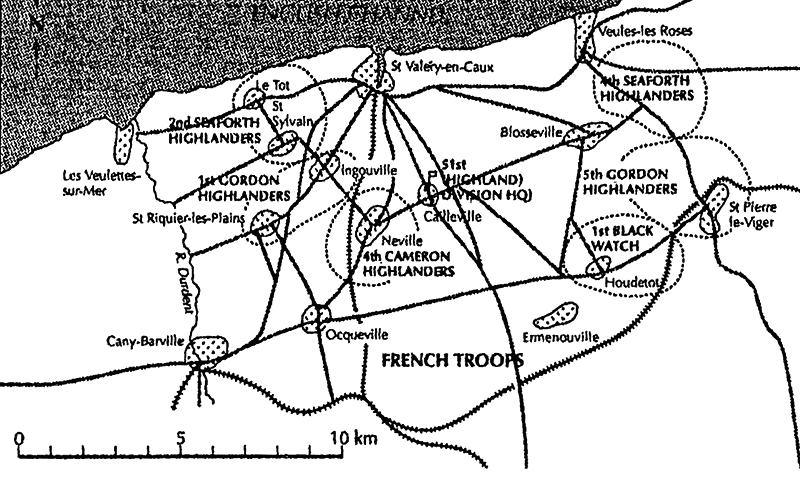 ENGLISH CHANNEL
N
Veules-les Roses
St Valéry-en-Caux
4th SEAFORTH
HIGHLANDERS
Le Tot
St
Sylvain
2nd SEAFORTH
HIGHLANDERS
Blosseville
Les Veulettes-
sur-Mer
Ingouville
51st
(HIGHLAND)
DIVISION HQ)
1st GORDON
HIGHLANDERS
5th GORDON
HIGHLANDERS
St Riquier-les-Plains
Cailleville
St Pierre
le-Viger
Neville
1st BLACK
WATCH
4th CAMERON
HIGHLANDERS
R. Durdent
Houdetot
Cany-Barville
Ocqueville
Ermenouville
FRENCH TROOPS
0 5 10 km